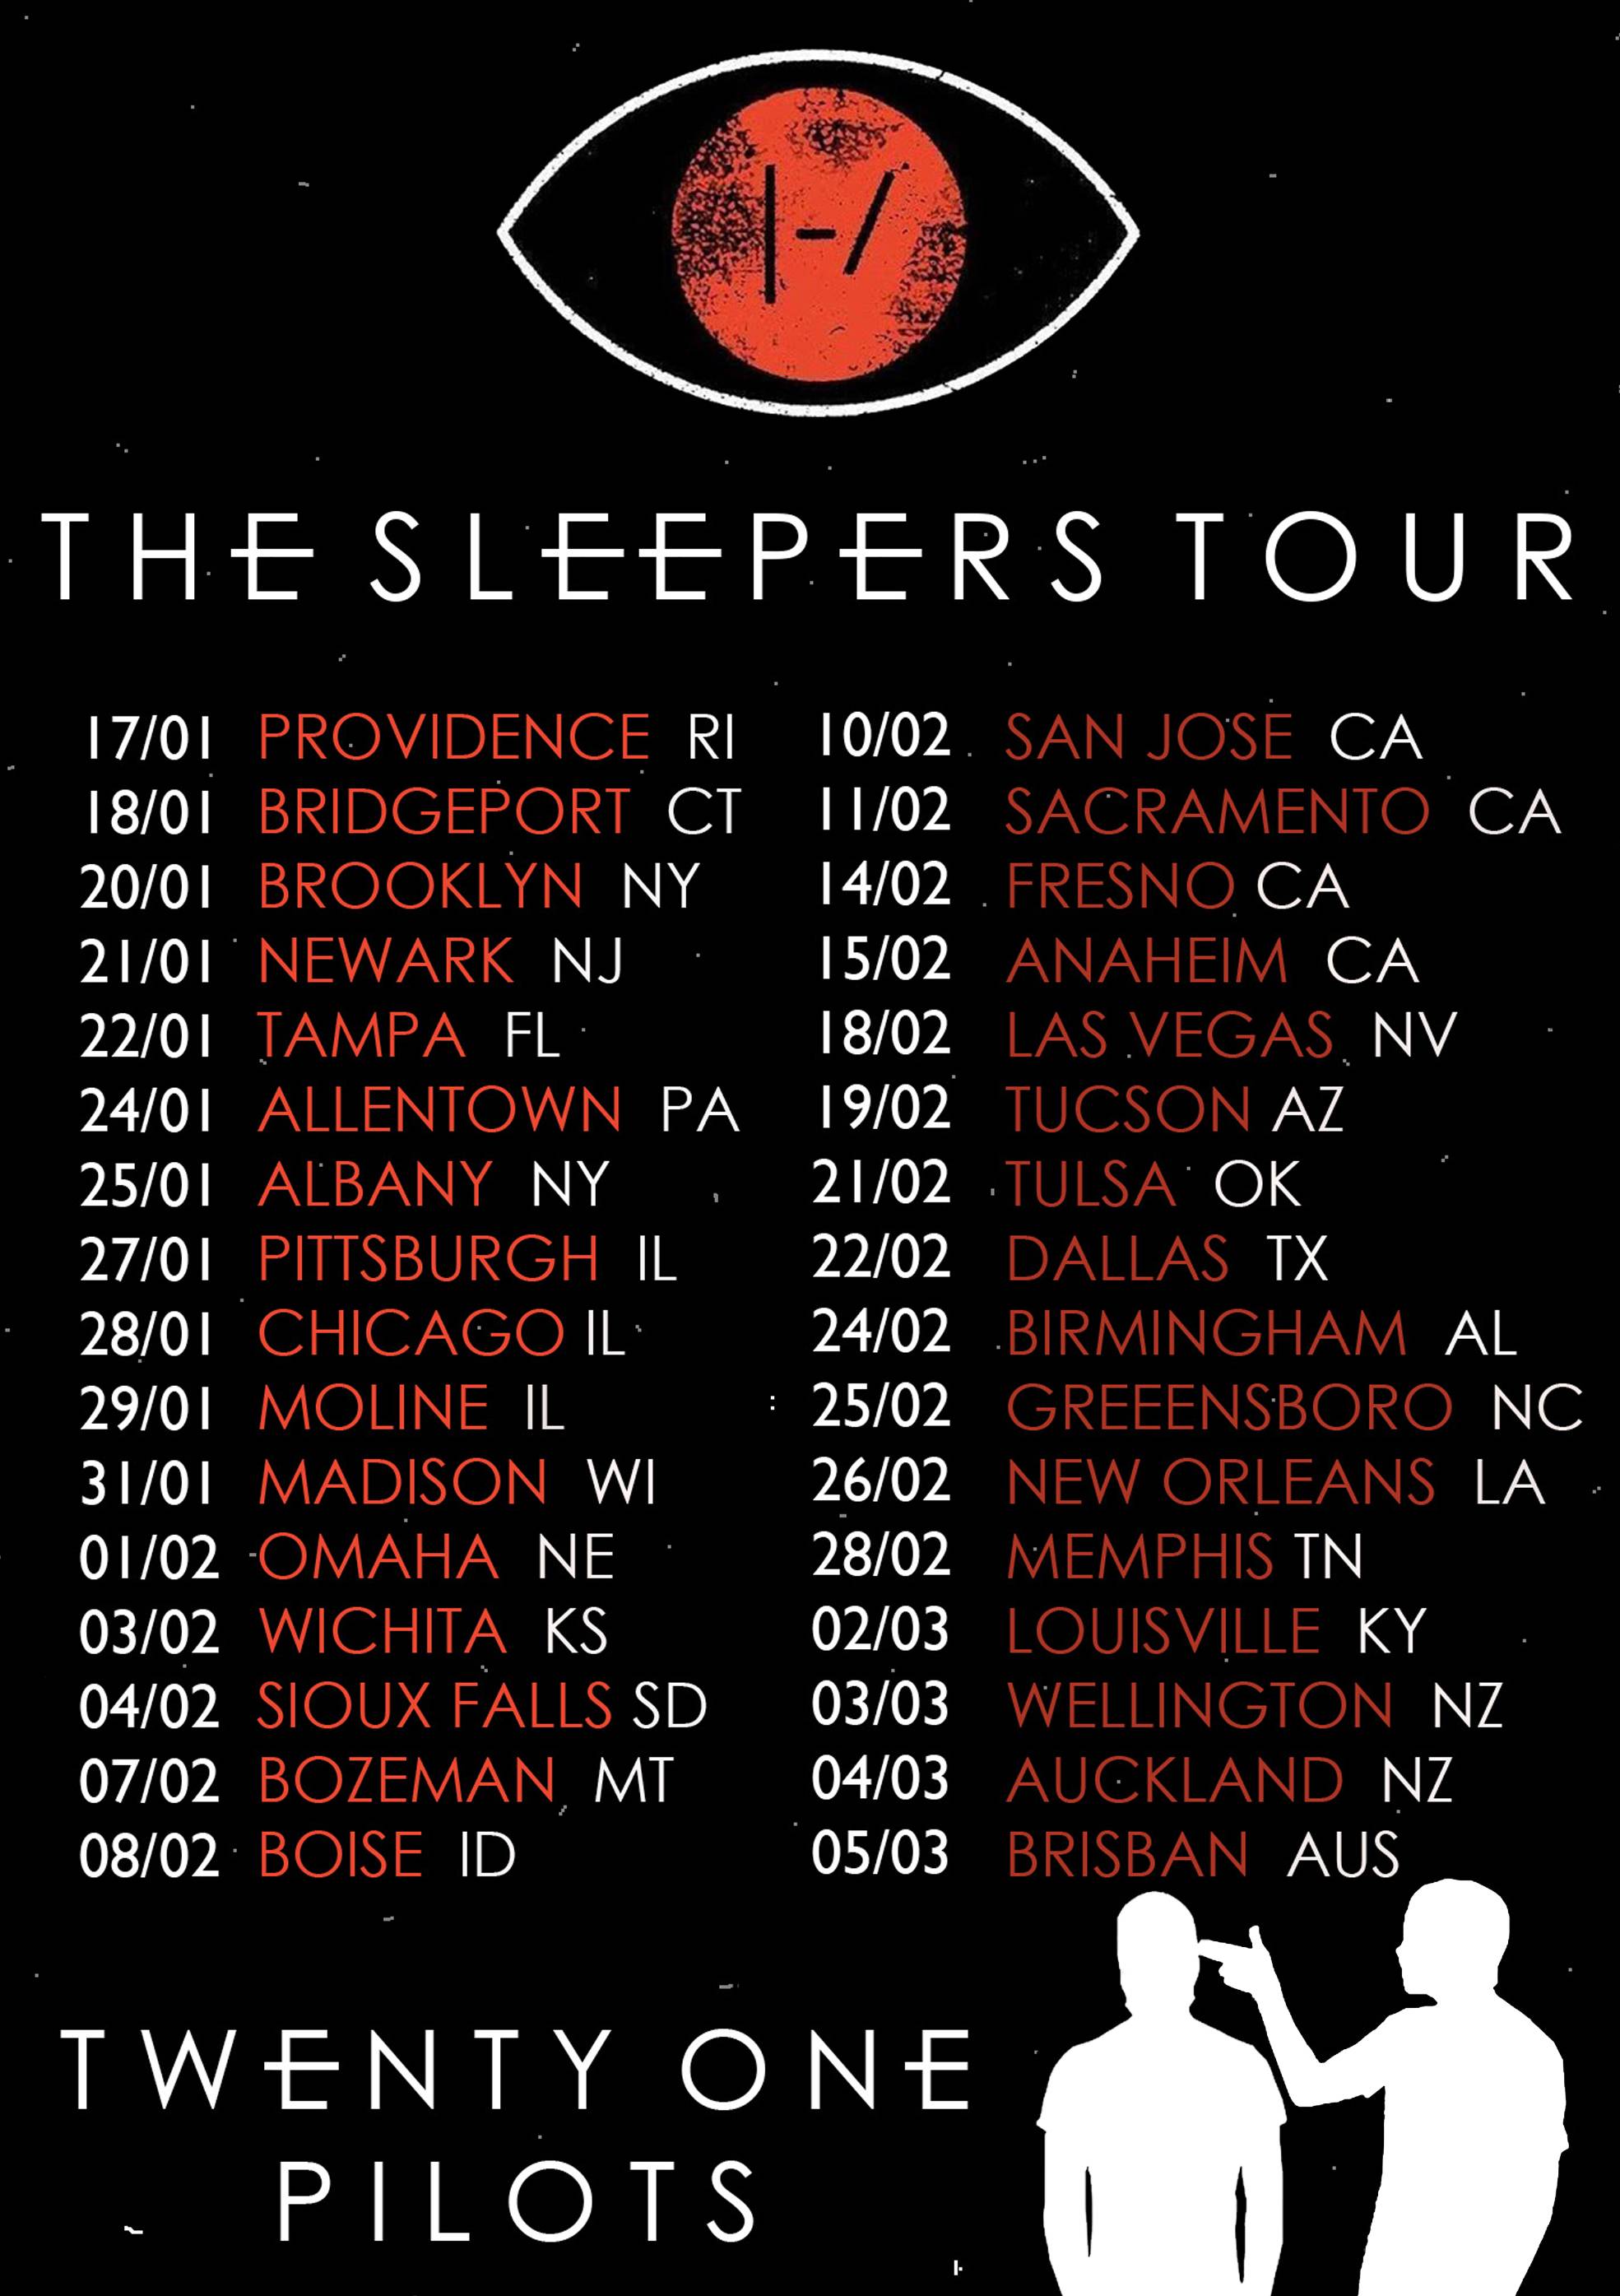 |-/
THE SLEEPERS TOUR
17/01 PROVIDENCE RI
18/01 BRIDGEPORT CT
20/01 BROOKLYN NY
21/01 NEWARK NJ
22/01 TAMPA FL
24/01 ALLENTOWN PA
25/01 ALBANY NY
27/01 PITTSBURGH IL
28/01 CHICAGO IL
29/01 MOLINE IL
31/01 MADISON WI
01/02 OMAHA NE
03/02 WICHITA KS
04/02 SIOUX FALLS SD
07/02 BOZEMAN MT
08/02 BOISE ID
10/02 SAN JOSE CA
11/02 SACRAMENTO CA
14/02 FRESNO CA
15/02 ANAHEIM CA
18/02 LAS VEGAS NV
19/02 TUCSON AZ
21/02 TULSA OK
22/02 DALLAS TX
24/02 BIRMINGHAM AL
25/02 GREEENSBORO NC
26/02 NEW ORLEANS LA
28/02 MEMPHIS TN
02/03 LOUISVILLE KY
03/03 WELLINGTON NZ
04/03 AUCKLAND NZ
05/03 BRISBAN AUS
TWENTY ONE
PILOTS